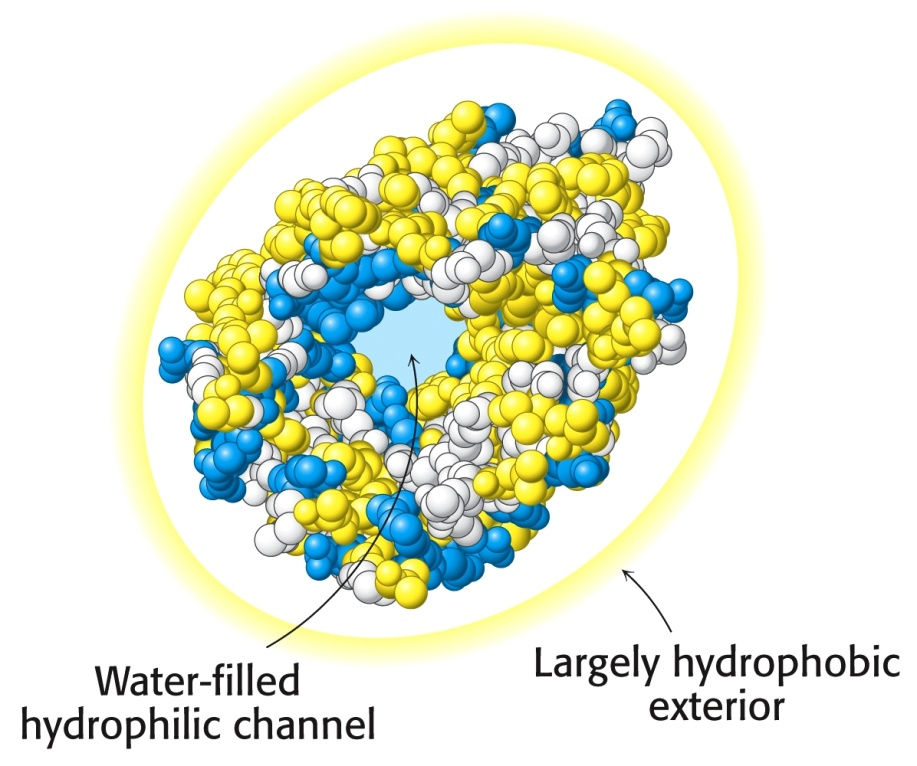 Water-filled
hydrophilic channel
Largely hydrophobic
exterior